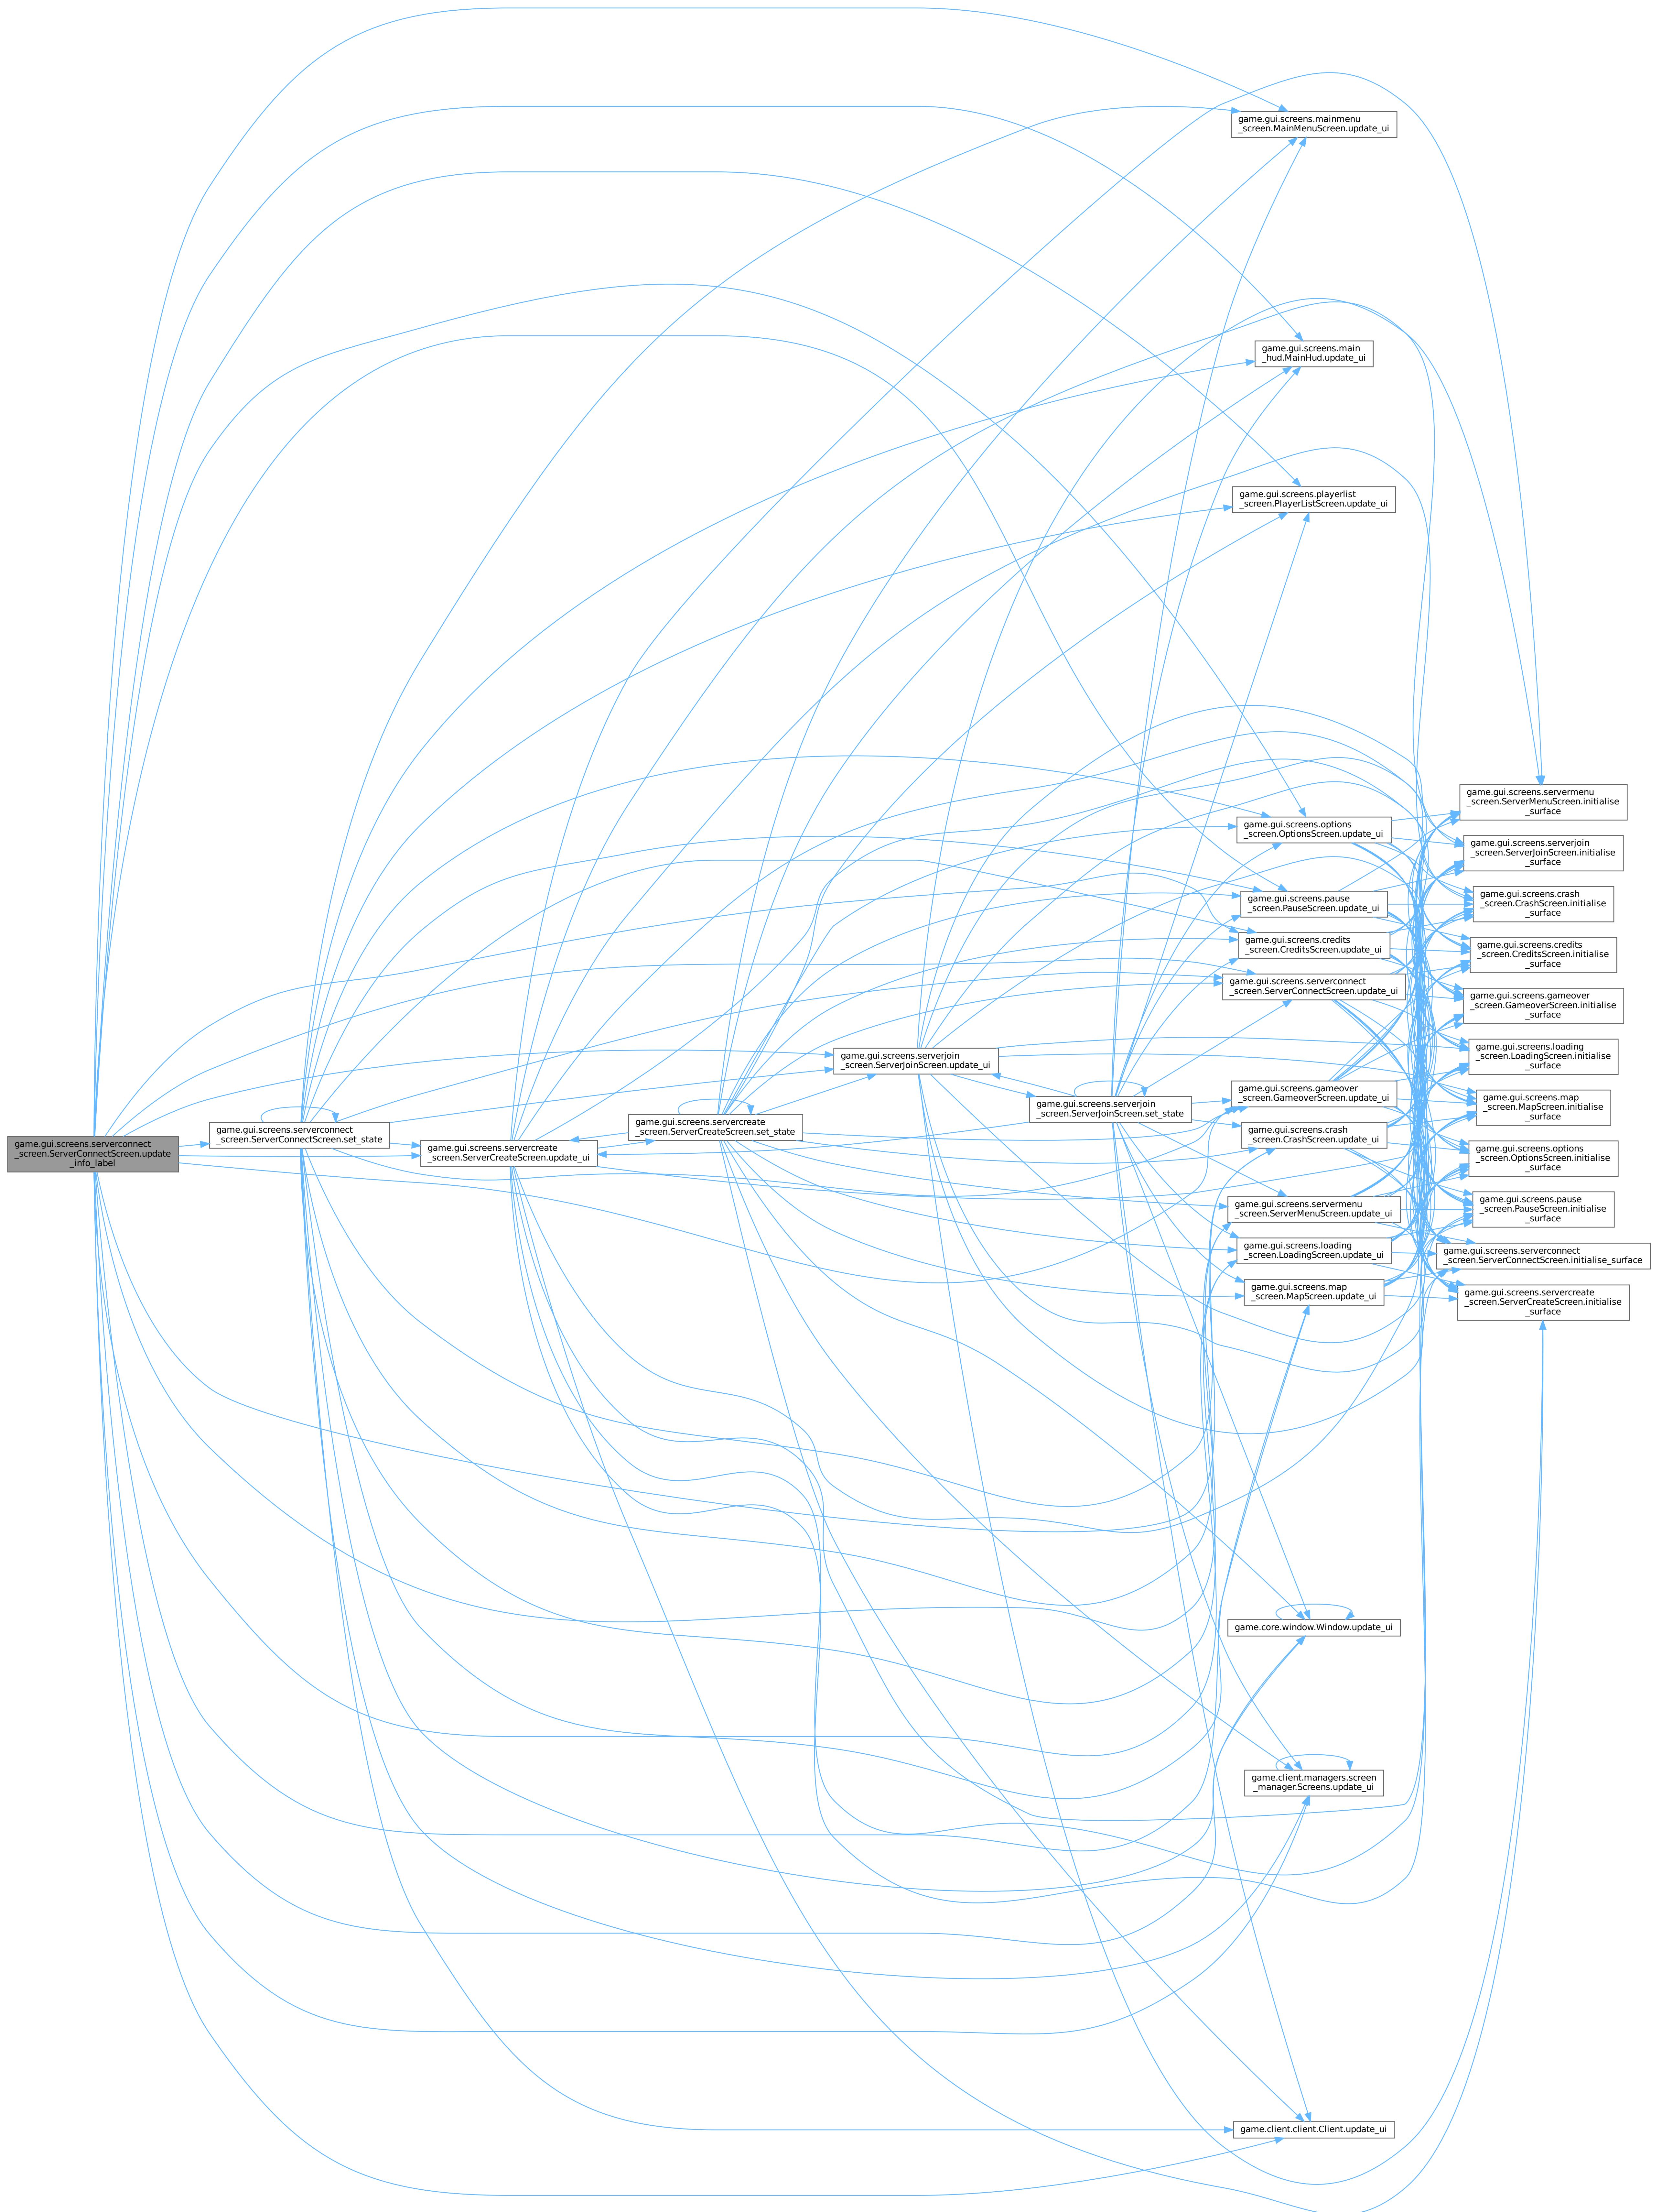 game.gui.screens.mainmenu
_screen.MainMenuScreen.update_ui
game.gui.screens.main
_hud.MainHud.update_ui
game.gui.screens.playerlist
_screen.PlayerListScreen.update_ui
game.gui.screens.servermenu
_screen.ServerMenuScreen.initialise
_surface
game.gui.screens.options
_screen.OptionsScreen.update_ui
game.gui.screens.serverjoin
_screen.ServerJoinScreen.initialise
_surface
game.gui.screens.pause
_screen.PauseScreen.update_ui
game.gui.screens.crash
_screen.CrashScreen.initialise
_surface
game.gui.screens.credits
_screen.CreditsScreen.update_ui
game.gui.screens.credits
_screen.CreditsScreen.initialise
_surface
game.gui.screens.serverconnect
_screen.ServerConnectScreen.update_ui
game.gui.screens.gameover
_screen.GameoverScreen.initialise
_surface
game.gui.screens.serverjoin
_screen.ServerJoinScreen.update_ui
game.gui.screens.loading
_screen.LoadingScreen.initialise
_surface
game.gui.screens.gameover
_screen.GameoverScreen.update_ui
game.gui.screens.serverjoin
_screen.ServerJoinScreen.set_state
game.gui.screens.map
_screen.MapScreen.initialise
_surface
game.gui.screens.serverconnect
_screen.ServerConnectScreen.update
_info_label
game.gui.screens.serverconnect
_screen.ServerConnectScreen.set_state
game.gui.screens.servercreate
_screen.ServerCreateScreen.update_ui
game.gui.screens.servercreate
_screen.ServerCreateScreen.set_state
game.gui.screens.crash
_screen.CrashScreen.update_ui
game.gui.screens.options
_screen.OptionsScreen.initialise
_surface
game.gui.screens.servermenu
_screen.ServerMenuScreen.update_ui
game.gui.screens.pause
_screen.PauseScreen.initialise
_surface
game.gui.screens.loading
_screen.LoadingScreen.update_ui
game.gui.screens.serverconnect
_screen.ServerConnectScreen.initialise_surface
game.gui.screens.map
_screen.MapScreen.update_ui
game.gui.screens.servercreate
_screen.ServerCreateScreen.initialise
_surface
game.core.window.Window.update_ui
game.client.managers.screen
_manager.Screens.update_ui
game.client.client.Client.update_ui